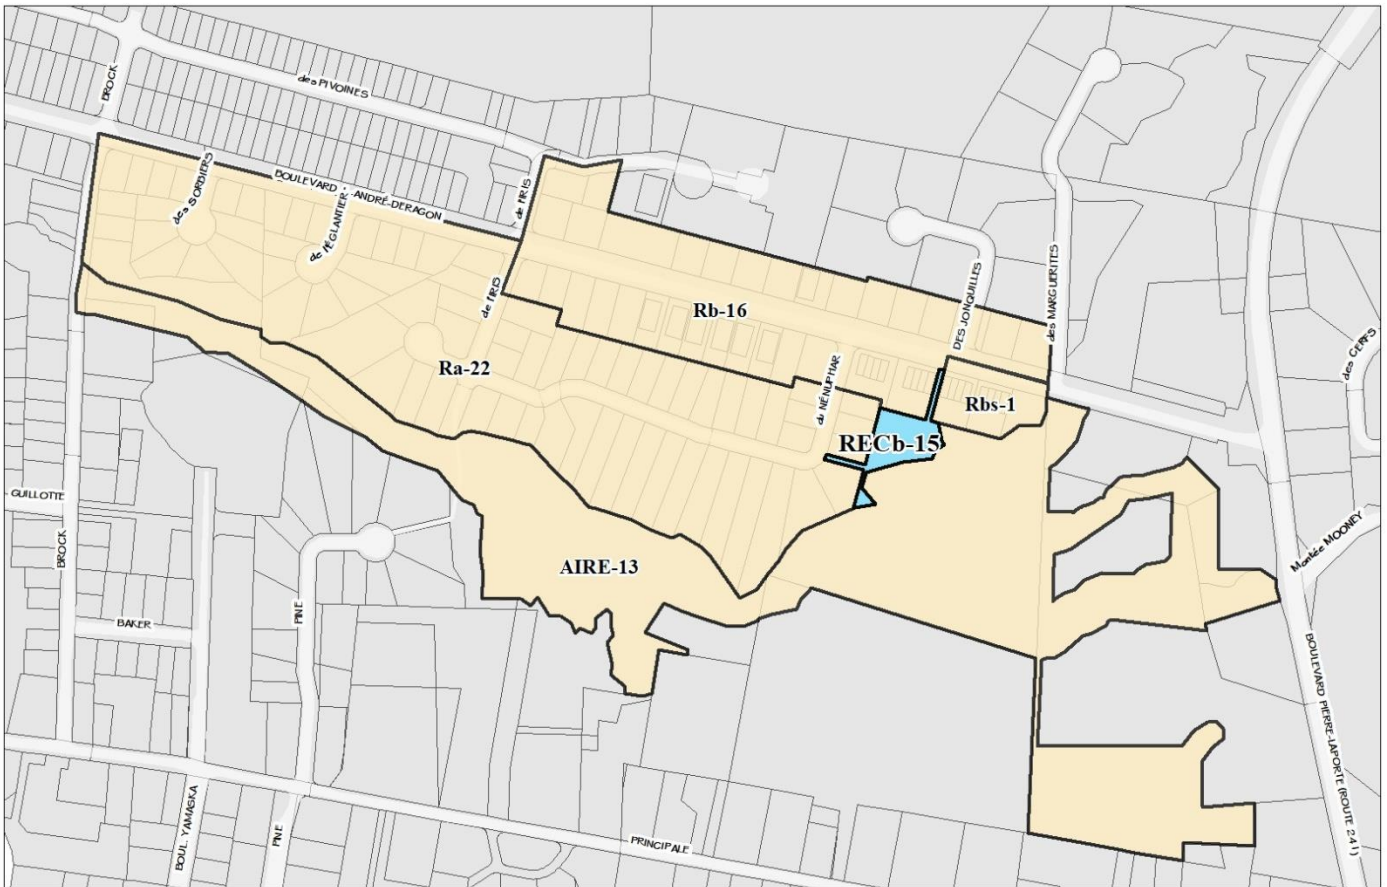 des PIVOINES
BROCK
des SORBIERS
BOULEVARD J.-ANDRÉ-DERAGON
de l'IRIS
de l'ÉGLANTIER
des MARGUERITES
DES JONQUILLES
de l'IRIS
Rb-16
des CERFS
Ra-22
du NÉNUPHAR
Rbs-1
RECb-15
GUILLOTTE
BROCK
AIRE-13
Montée MOONEY
PINE
BAKER
BOULEVARD PIERRE-LAPORTE (ROUTE 241)
BOUL. YAMASKA
PINE
PRINCIPALE